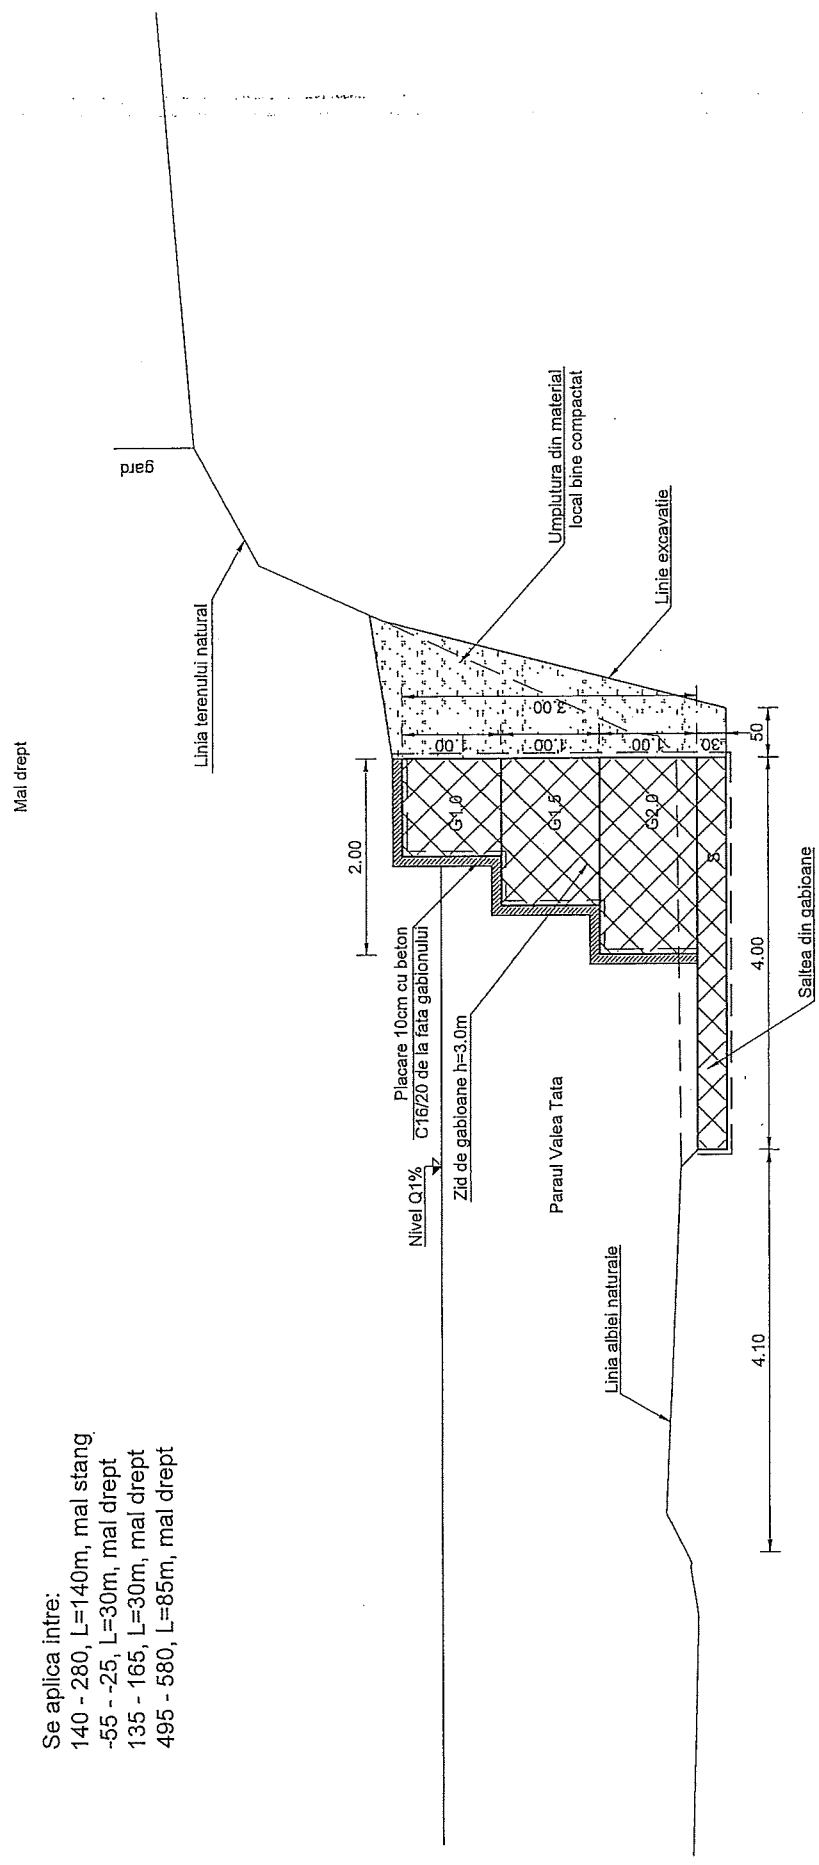 Se aplica intre:
140 - 280, L=140m, mal stang
-55 - -25, L=30m, mal drept
135 - 165, L=30m, mal drept
495 - 580, L=85m, mal drept
Mal drept
gard
Linia terenului natural
Umplutura din material
local bine compactat
Linie excavatie
2.00
Placare 10cm cu beton
C16/20 de la fata gabionului
Nivel Q1%
Zid de gabioane h=3.0m
Paraul Valea Tata
Linia albiei naturale
G1,0
G1,5
G2,0
S
1.00
1.00
1.00
30
3.00
50
4.00
4.10
Saltea din gabioane